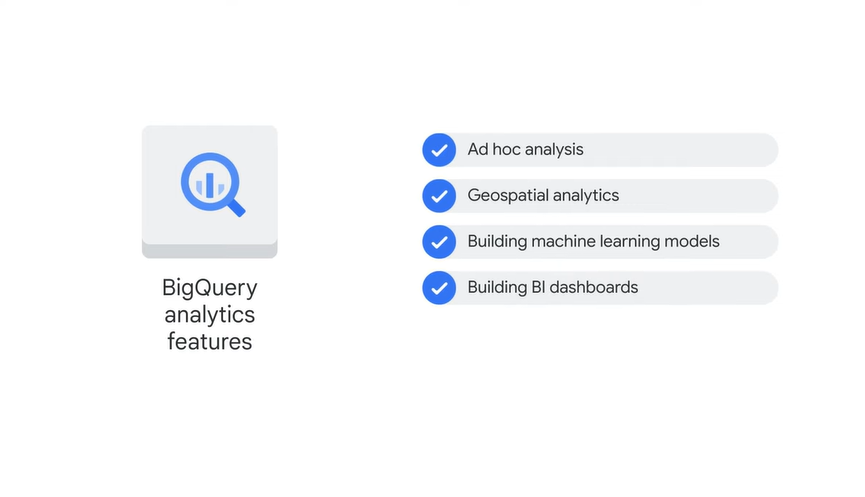 BigQuery
analytics
features
Ad hoc analysis
Geospatial analytics
Building machine learning models
Building BI dashboards